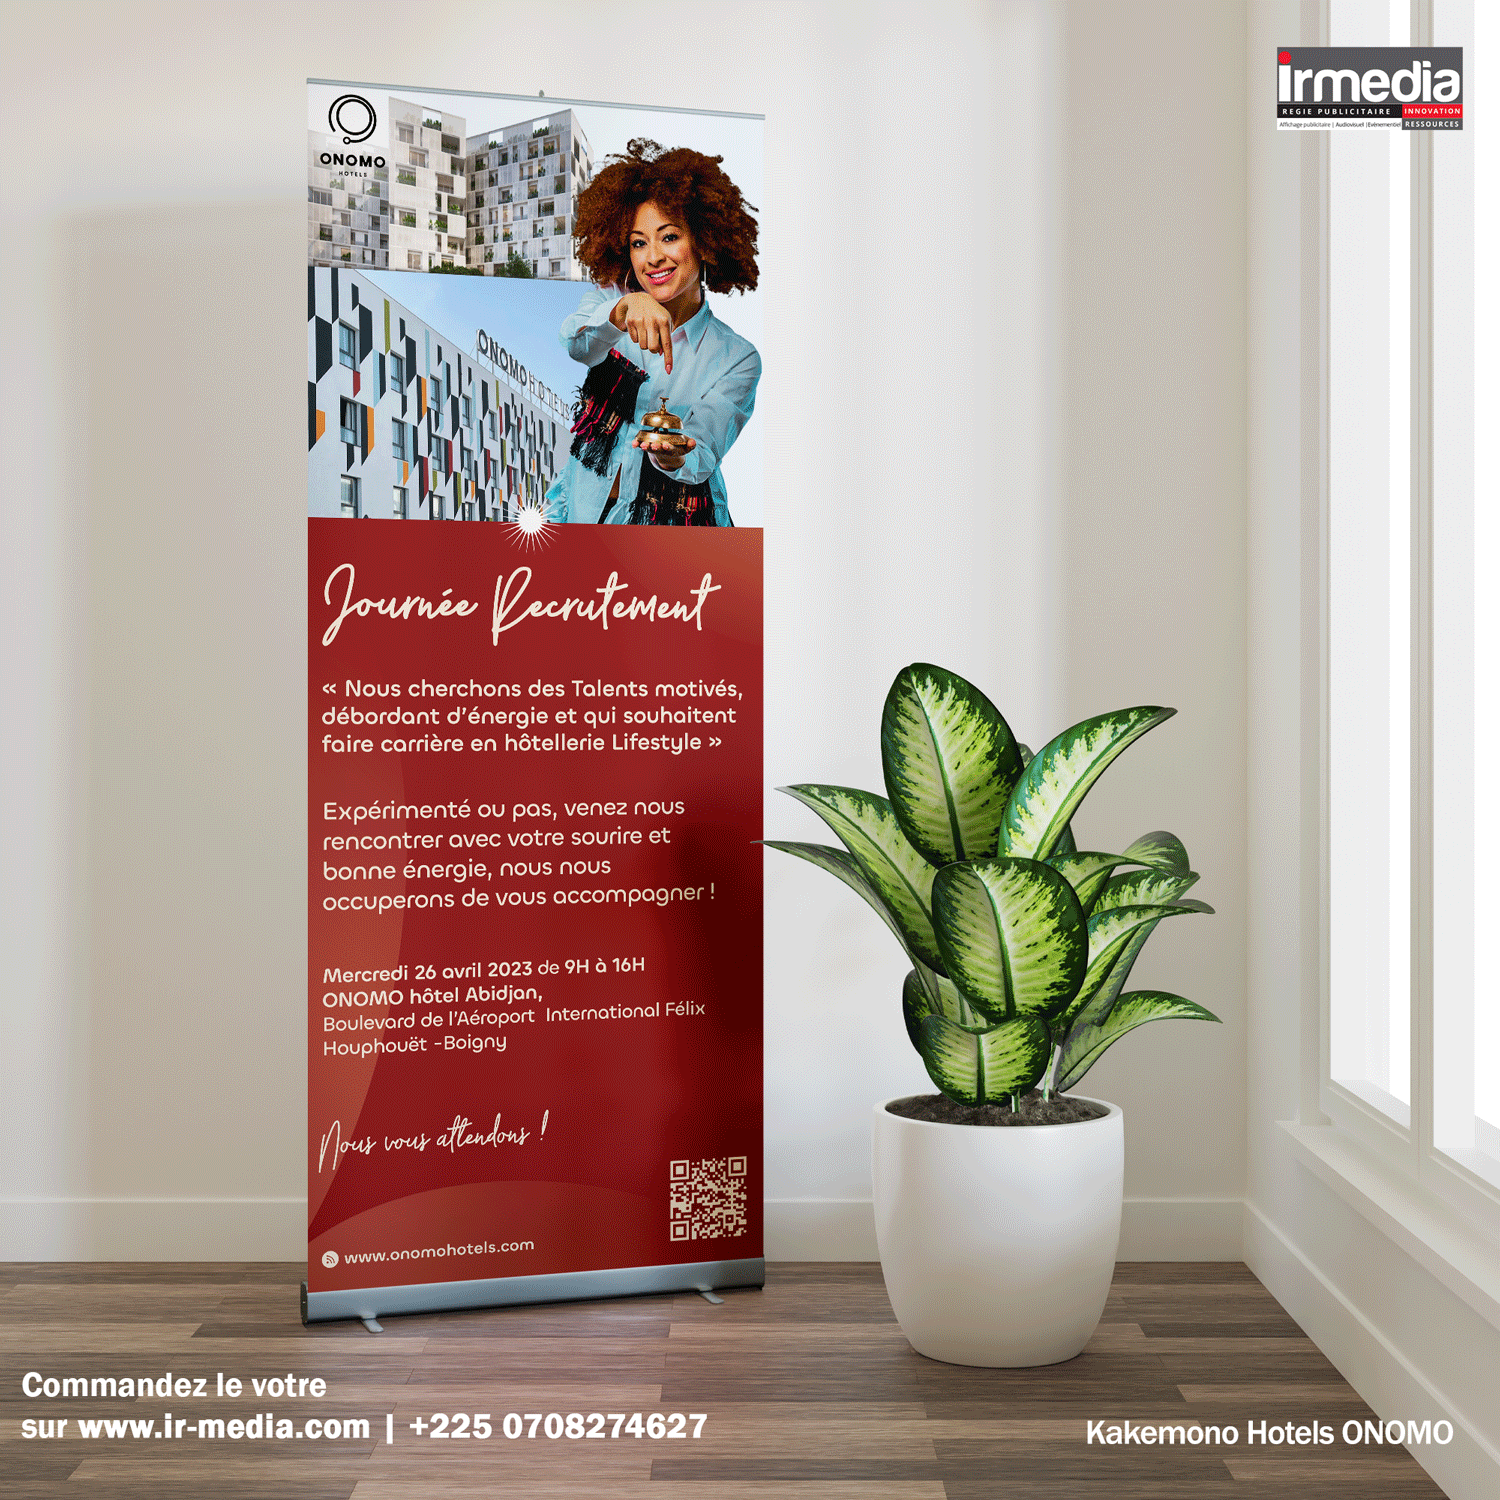 irmedia
REGIE PUBLICITAIRE
INNOVATION
Affichage publicitaire | Audiovisuel | Evènementiel
RESSOURCES
ONOMO
HOTELS
ONOMO HOTELS
Journée Recrutement
« Nous cherchons des Talents motivés,
débordant d'énergie et qui souhaitent
faire carrière en hôtellerie Lifestyle »
Expérimenté ou pas, venez nous
rencontrer avec votre sourire et
bonne énergie, nous nous
occuperons de vous accompagner !
Mercredi 26 avril 2023 de 9H à 16H
ONOMO hôtel Abidjan,
Boulevard de l'Aéroport International Félix
Houphouët -Boigny
Nous vous attendons !
www.onomohotels.com
Commandez le votre
sur www.ir-media.com | +225 0708274627
Kakemono Hotels ONOMO